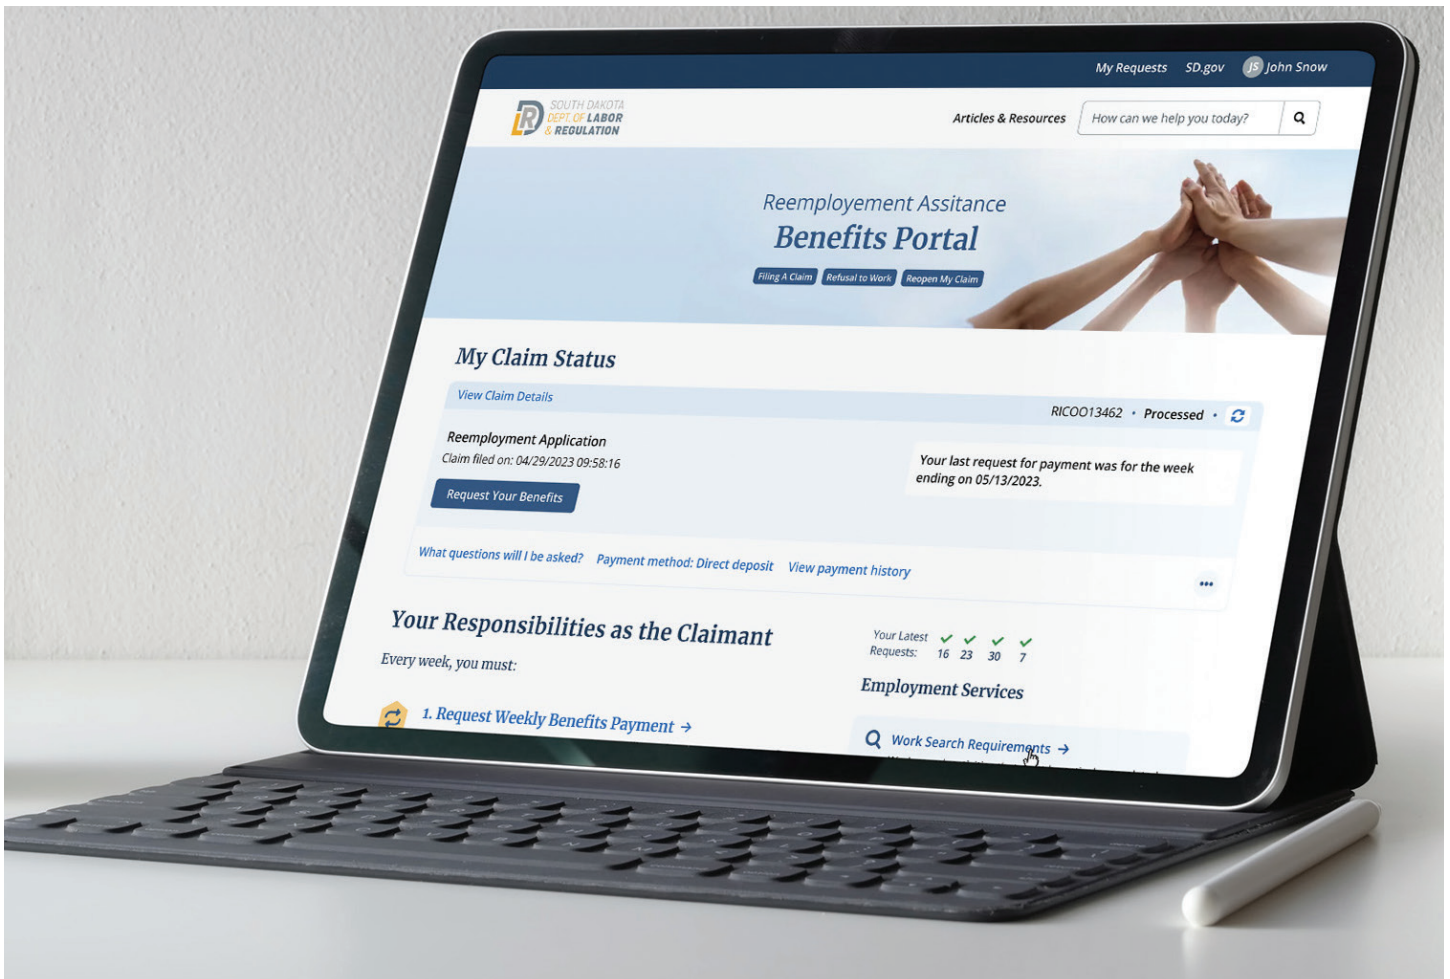 My Requests SD.gov JS John Snow
SOUTH DAKOTA
DEPT. OF LABOR
& REGULATION
Articles & Resources How can we help you today?
Reemployement Assitance
Benefits Portal
Filing A Claim Refusal to Work Reopen My Claim
My Claim Status
View Claim Details
RICOO13462 • Processed •
Reemployment Application
Claim filed on: 04/29/2023 09:58:16
Your last request for payment was for the week
ending on 05/13/2023.
Request Your Benefits
What questions will I be asked? Payment method: Direct deposit View payment history
Your Responsibilities as the Claimant
Every week, you must:
1. Request Weekly Benefits Payment →
Your Latest
Requests: 16 23 30 7
Employment Services
Work Search Requirements →